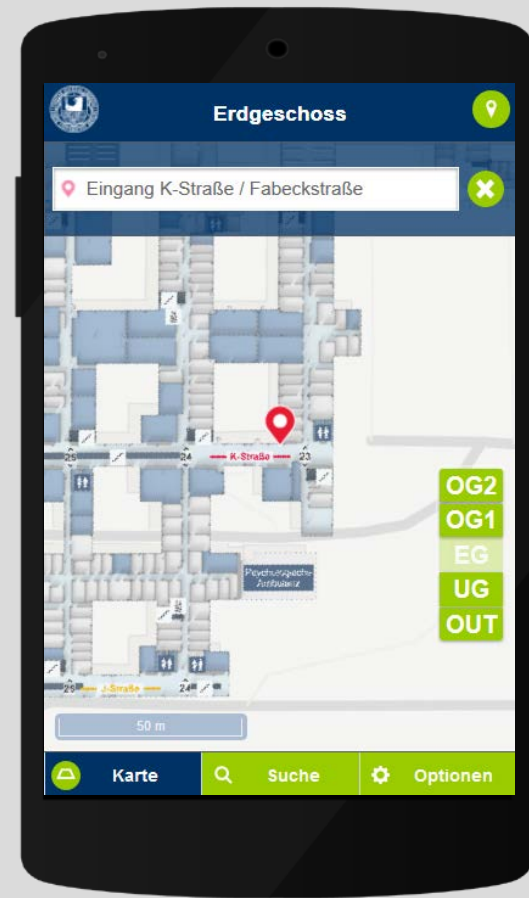 Erdgeschoss
Eingang K-Straße / Fabeckstraße
25
24
K-Straße
23
OG2
OG1
EG
UG
OUT
Psychologische
Ambulanz
J-Straße
24
50 m
Karte
Suche
Optionen